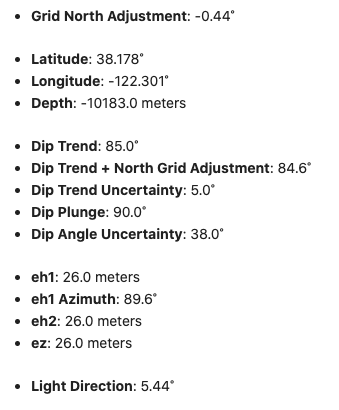 Grid North Adjustment: -0.44˚
Latitude: 38.178˚
Longitude: -122.301˚
Depth: -10183.0 meters
Dip Trend: 85.0˚
Dip Trend + North Grid Adjustment: 84.6˚
Dip Trend Uncertainty: 5.0˚
Dip Plunge: 90.0˚
Dip Angle Uncertainty: 38.0˚
eh1: 26.0 meters
eh1 Azimuth: 89.6˚
eh2: 26.0 meters
ez: 26.0 meters
Light Direction: 5.44˚